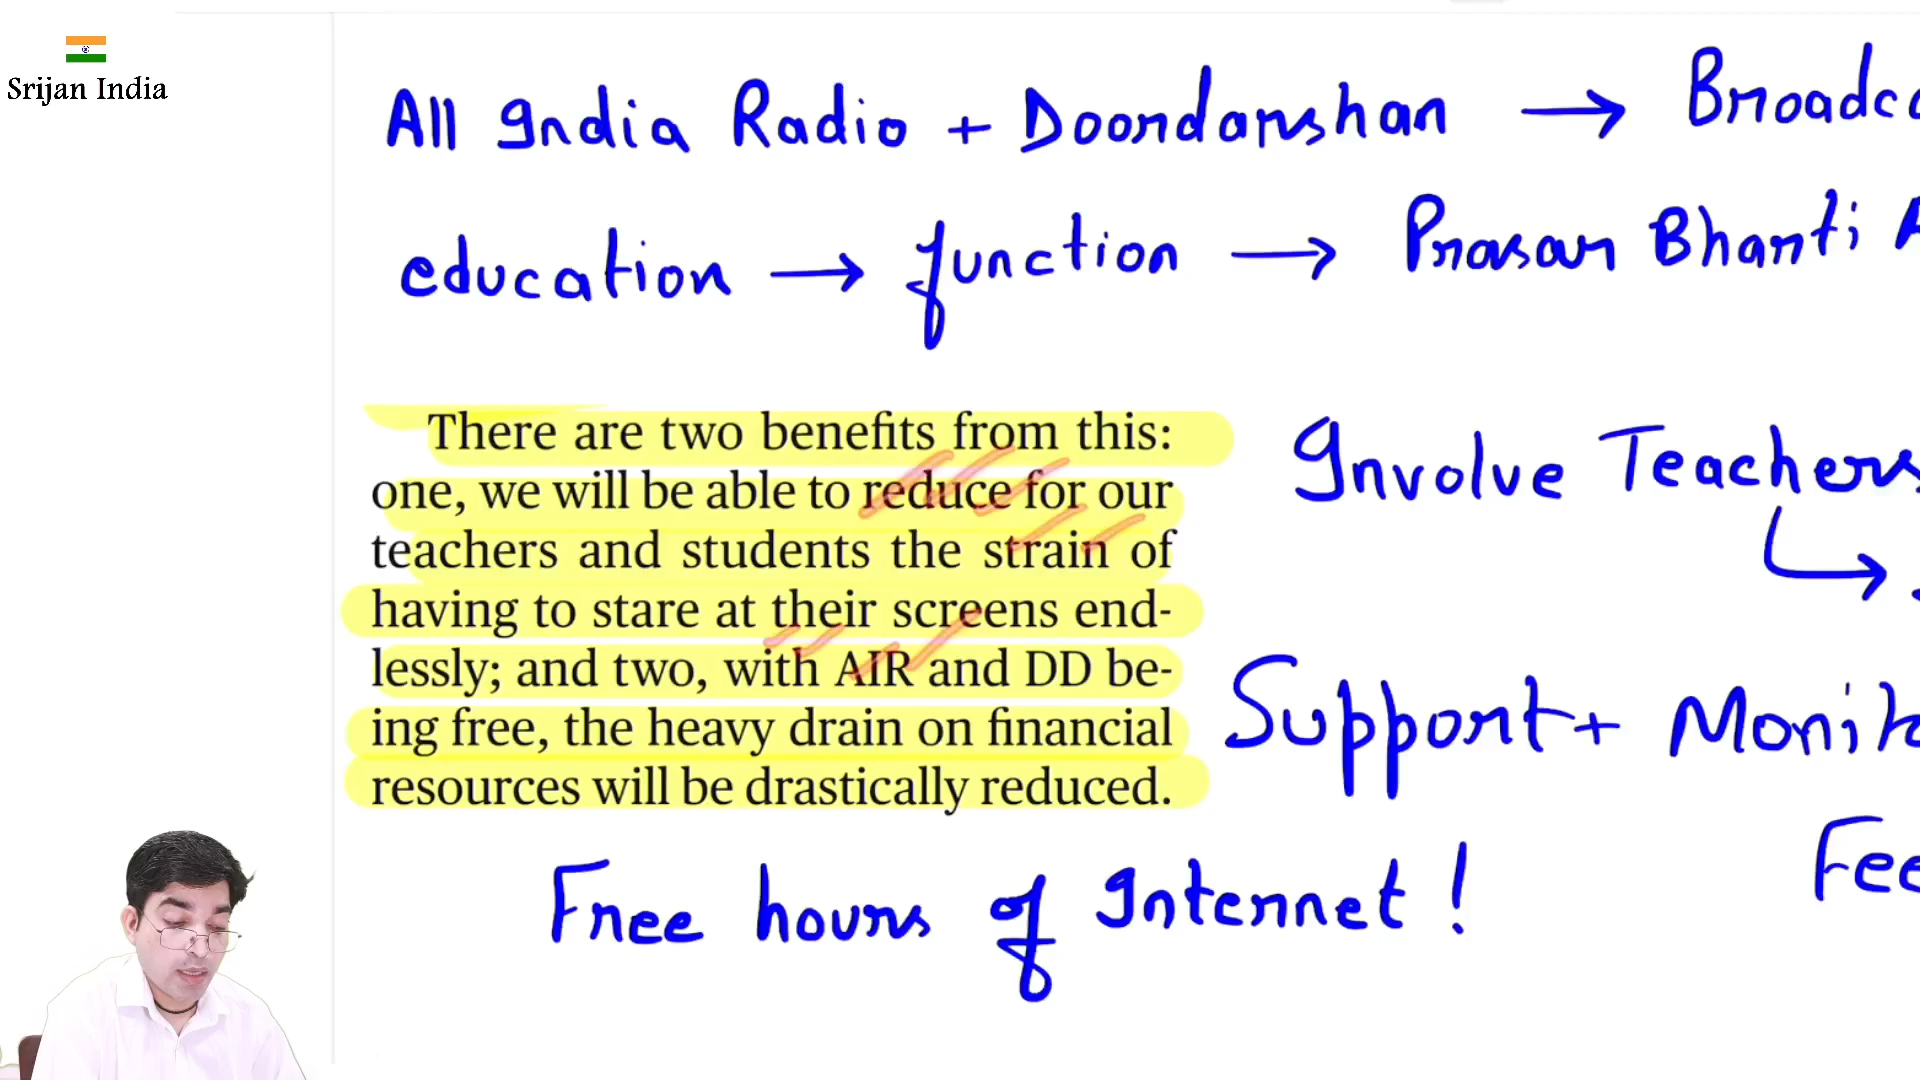 Srijan India
All India Radio + Doordarshan →
education → function → Prasar Bharti
There are two benefits from this:
one, we will be able to reduce for our
teachers and students the strain of
having to stare at their screens end-
lessly; and two, with AIR and DD be-
ing free, the heavy drain on financial
resources will be drastically reduced.
Involve Teachers
Support + 
Free hours of Internet!